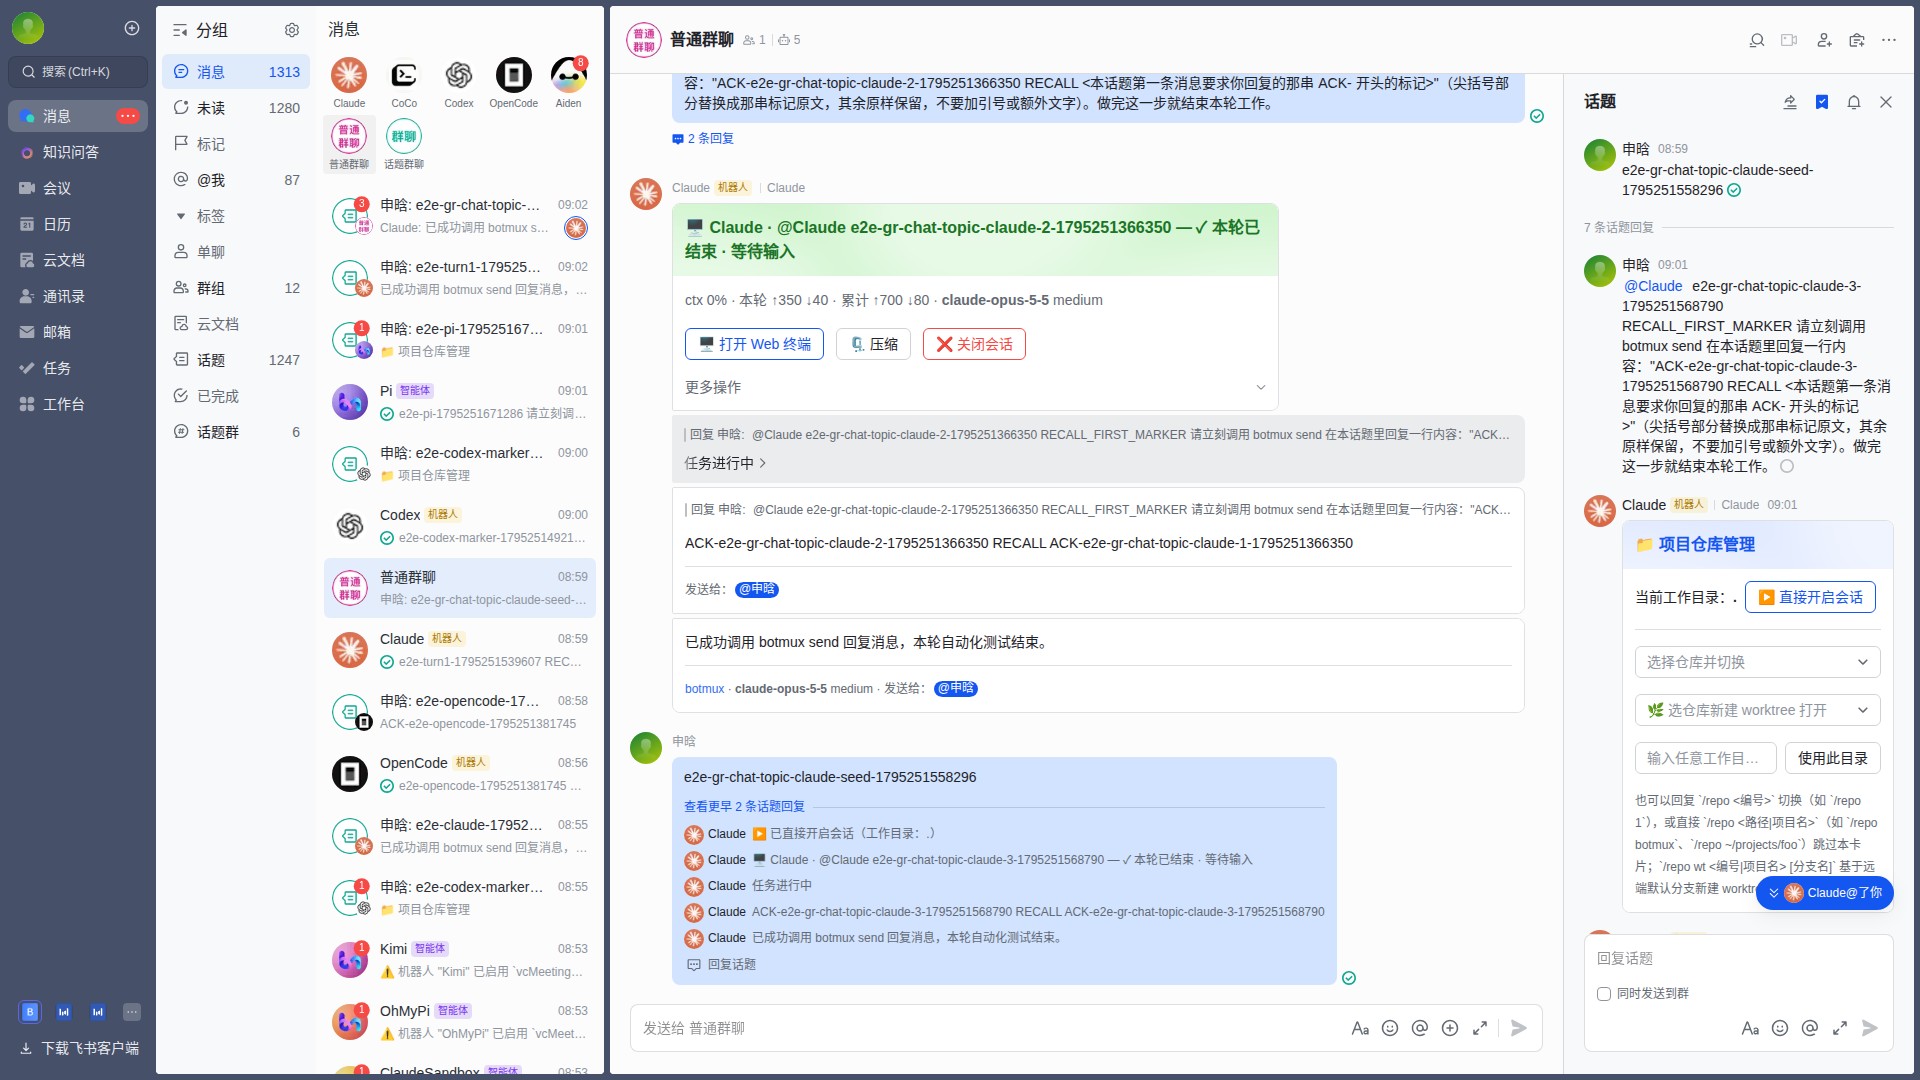 搜索 (Ctrl+K)
消息
知识问答
会议
日历
云文档
通讯录
邮箱
任务
工作台
B
下载飞书客户端
分组
消息 1313
未读 1280
标记
@我 87
标签
单聊
群组 12
云文档
话题 1247
已完成
话题群 6
消息
Claude
CoCo
Codex
OpenCode
8
Aiden
普通群聊
普通群聊
群聊
话题群聊
3
申晗: e2e-gr-chat-topic-... 09:02
Claude: 已成功调用 botmux s...
申晗: e2e-turn1-179525... 09:02
已成功调用 botmux send 回复消息，...
1
申晗: e2e-pi-179525167... 09:01
📁 项目仓库管理
Pi 智能体 09:01
e2e-pi-1795251671286 请立刻调...
申晗: e2e-codex-marker... 09:00
📁 项目仓库管理
Codex 机器人 09:00
e2e-codex-marker-17952514921...
普通群聊
普通群聊 08:59
申晗: e2e-gr-chat-topic-claude-seed-...
Claude 机器人 08:59
e2e-turn1-1795251539607 REC...
申晗: e2e-opencode-17... 08:58
ACK-e2e-opencode-1795251381745
OpenCode 机器人 08:56
e2e-opencode-1795251381745 ...
申晗: e2e-claude-17952... 08:55
已成功调用 botmux send 回复消息，...
1
申晗: e2e-codex-marker... 08:55
📁 项目仓库管理
1
Kimi 智能体 08:53
⚠️ 机器人 "Kimi" 已启用 `vcMeeting...
1
OhMyPi 智能体 08:53
⚠️ 机器人 "OhMyPi" 已启用 `vcMeet...
1
ClaudeSandbox 智能体 08:53
普通群聊
普通群聊 1 5
容："ACK-e2e-gr-chat-topic-claude-2-1795251366350 RECALL <本话题第一条消息要求你回复的那串 ACK- 开头的标记>"（尖括号部
分替换成那串标记原文，其余原样保留，不要加引号或额外文字）。做完这一步就结束本轮工作。
2 条回复
Claude 机器人 Claude
🖥️ Claude · @Claude e2e-gr-chat-topic-claude-2-1795251366350 — ✓ 本轮已
结束 · 等待输入
ctx 0% · 本轮 ↑350 ↓40 · 累计 ↑700 ↓80 · claude-opus-5-5 medium
🖥️ 打开 Web 终端
🗜️ 压缩
❌ 关闭会话
更多操作
回复 申晗: @Claude e2e-gr-chat-topic-claude-2-1795251366350 RECALL_FIRST_MARKER 请立刻调用 botmux send 在本话题里回复一行内容："ACK...
任务进行中
回复 申晗: @Claude e2e-gr-chat-topic-claude-2-1795251366350 RECALL_FIRST_MARKER 请立刻调用 botmux send 在本话题里回复一行内容："ACK...
ACK-e2e-gr-chat-topic-claude-2-1795251366350 RECALL ACK-e2e-gr-chat-topic-claude-1-1795251366350
发送给： @申晗
已成功调用 botmux send 回复消息，本轮自动化测试结束。
botmux · claude-opus-5-5 medium · 发送给： @申晗
申晗
e2e-gr-chat-topic-claude-seed-1795251558296
查看更早 2 条话题回复
Claude ▶️ 已直接开启会话（工作目录：.）
Claude 🖥️ Claude · @Claude e2e-gr-chat-topic-claude-3-1795251568790 — ✓ 本轮已结束 · 等待输入
Claude 任务进行中
Claude ACK-e2e-gr-chat-topic-claude-3-1795251568790 RECALL ACK-e2e-gr-chat-topic-claude-3-1795251568790
Claude 已成功调用 botmux send 回复消息，本轮自动化测试结束。
回复话题
发送给 普通群聊
话题
申晗 08:59
e2e-gr-chat-topic-claude-seed-
1795251558296
7 条话题回复
申晗 09:01
@Claude e2e-gr-chat-topic-claude-3-
1795251568790
RECALL_FIRST_MARKER 请立刻调用
botmux send 在本话题里回复一行内
容："ACK-e2e-gr-chat-topic-claude-3-
1795251568790 RECALL <本话题第一条消
息要求你回复的那串 ACK- 开头的标记
>"（尖括号部分替换成那串标记原文，其余
原样保留，不要加引号或额外文字）。做完
这一步就结束本轮工作。
Claude 机器人 Claude 09:01
📁 项目仓库管理
当前工作目录：. ▶️ 直接开启会话
选择仓库并切换
🌿 选仓库新建 worktree 打开
输入任意工作目...
使用此目录
也可以回复 `/repo <编号>` 切换（如 `/repo
1`），或直接 `/repo <路径|项目名>`（如 `/repo
botmux`、`/repo ~/projects/foo`）跳过本卡
片；`/repo wt <编号|项目名> [分支名]` 基于远
端默认分支新建
Claude@了你
回复话题
同时发送到群